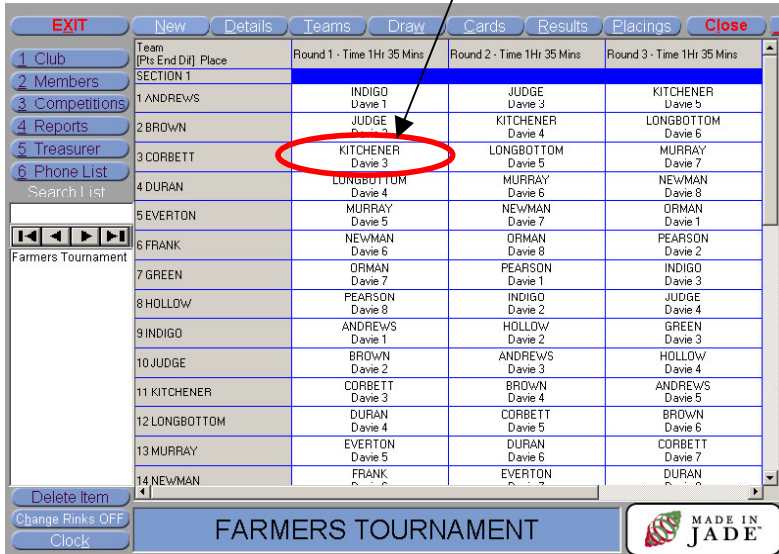 EXIT New Details Teams Draw Cards Results Placings Close
1 Club
2 Members
3 Competitions
4 Reports
5 Treasurer
6 Phone List
Search List
Farmers Tournament
Delete Item
Change Rinks OFF
Clock
Team
[Pts End Dif] Place
Round 1 - Time 1Hr 35 Mins
Round 2 - Time 1Hr 35 Mins
Round 3 - Time 1Hr 35 Mins
SECTION 1
1 ANDREWS
INDIGO JUDGE KITCHENER
Davie 1 Davie 3 Davie 5
2 BROWN
JUDGE KITCHENER LONGBOTTOM
Davie 4 Davie 6
3 CORBETT
KITCHENER LONGBOTTOM MURRAY
Davie 3 Davie 5 Davie 7
4 DURAN
LONGBOTTOM MURRAY NEWMAN
Davie 4 Davie 6 Davie 8
5 EVERTON
MURRAY NEWMAN ORMAN
Davie 5 Davie 7 Davie 1
6 FRANK
NEWMAN ORMAN PEARSON
Davie 6 Davie 8 Davie 2
7 GREEN
ORMAN PEARSON INDIGO
Davie 7 Davie 1 Davie 3
8 HOLLOW
PEARSON INDIGO JUDGE
Davie 8 Davie 2 Davie 4
9 INDIGO
ANDREWS HOLLOW GREEN
Davie 1 Davie 2 Davie 3
10 JUDGE
BROWN ANDREWS HOLLOW
Davie 2 Davie 3 Davie 4
11 KITCHENER
CORBETT BROWN ANDREWS
Davie 3 Davie 4 Davie 5
12 LONGBOTTOM
DURAN CORBETT BROWN
Davie 4 Davie 5 Davie 6
13 MURRAY
EVERTON DURAN CORBETT
Davie 5 Davie 6 Davie 7
14 NEWMAN
FRANK EVERTON DURAN
FARMERS TOURNAMENT
MADE IN
JADE™